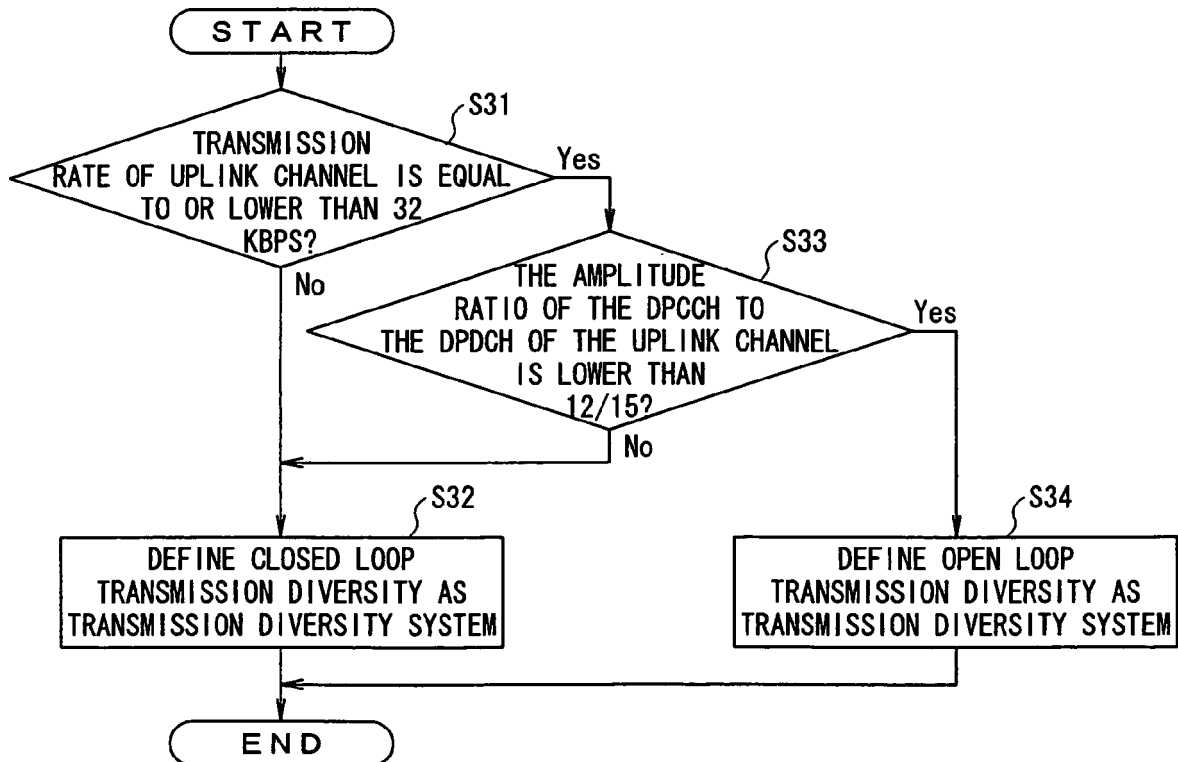 START
S31
TRANSMISSION
RATE OF UPLINK CHANNEL IS EQUAL
TO OR LOWER THAN 32
KBPS?
Yes
No
S33
THE AMPLITUDE
RATIO OF THE DPCCH TO
THE DPDCH OF THE UPLINK CHANNEL
IS LOWER THAN
12/15?
Yes
No
S32
DEFINE CLOSED LOOP
TRANSMISSION DIVERSITY AS
TRANSMISSION DIVERSITY SYSTEM
S34
DEFINE OPEN LOOP
TRANSMISSION DIVERSITY AS
TRANSMISSION DIVERSITY SYSTEM
END